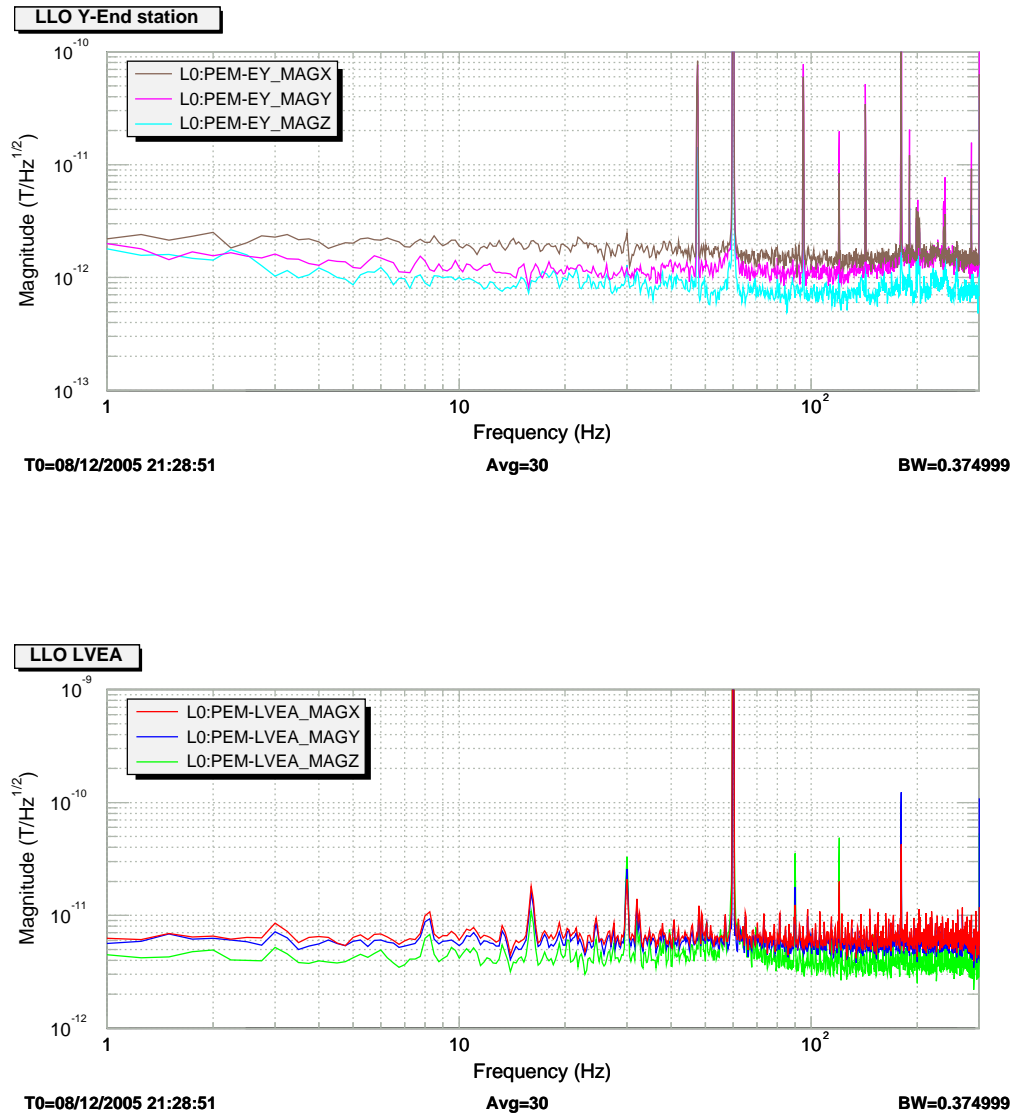 LLO Y-End station
10^-10
L0:PEM-EY_MAGX
L0:PEM-EY_MAGY
L0:PEM-EY_MAGZ
10^-11
10^-12
10^-13
Magnitude (T/Hz^1/2)
1
10
10^2
Frequency (Hz)
T0=08/12/2005 21:28:51
Avg=30
BW=0.374999
LLO LVEA
10^-9
L0:PEM-LVEA_MAGX
L0:PEM-LVEA_MAGY
L0:PEM-LVEA_MAGZ
10^-10
10^-11
10^-12
Magnitude (T/Hz^1/2)
1
10
10^2
Frequency (Hz)
T0=08/12/2005 21:28:51
Avg=30
BW=0.374999